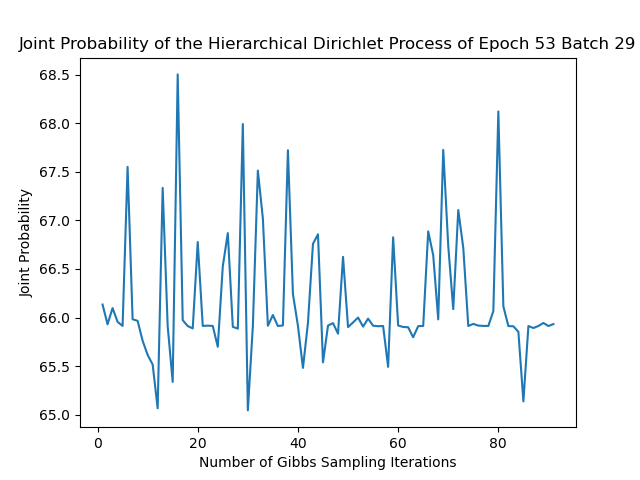 Joint Probability of the Hierarchical Dirichlet Process of Epoch 53 Batch 29
68.5
68.0
67.5
67.0
66.5
66.0
65.5
65.0
Joint Probability
0 20 40 60 80
Number of Gibbs Sampling Iterations